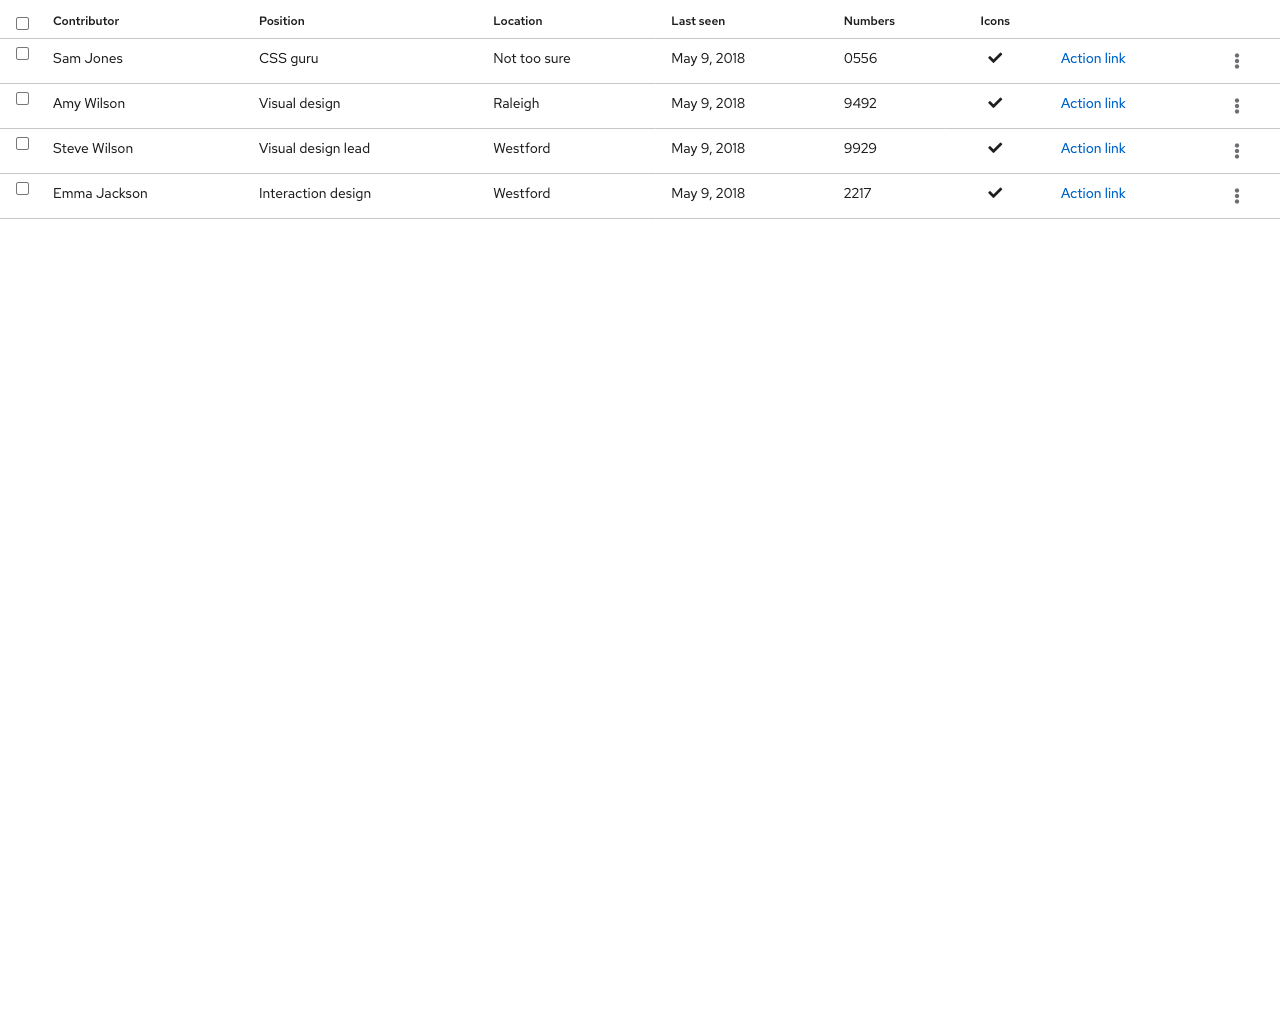 Contributor Position Location Last seen Numbers Icons
Sam Jones CSS guru Not too sure May 9, 2018 0556 Action link
Amy Wilson Visual design Raleigh May 9, 2018 9492 Action link
Steve Wilson Visual design lead Westford May 9, 2018 9929 Action link
Emma Jackson Interaction design Westford May 9, 2018 2217 Action link